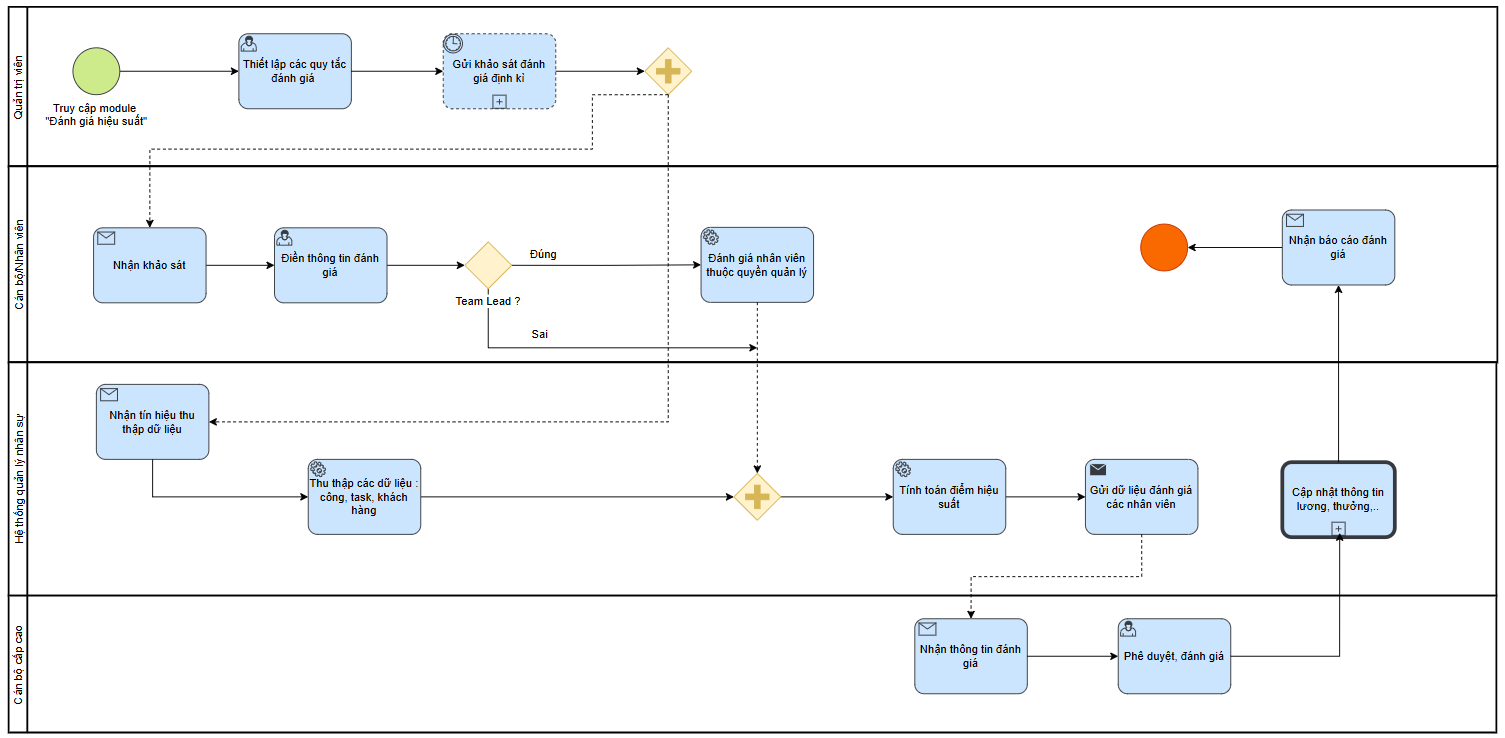 Quản trị viên
Truy cập module
"Đánh giá hiệu suất"
Thiết lập các quy tắc
đánh giá
Gửi khảo sát đánh
giá định kì
Cán bộ/Nhân viên
Nhận khảo sát
Điền thông tin đánh
giá
Team Lead ?
Đúng
Sai
Đánh giá nhân viên
thuộc quyền quản lý
Nhận báo cáo đánh
giá
Hệ thống quản lý nhân sự
Nhận tín hiệu thu
thập dữ liệu
Thu thập các dữ liệu :
công, task, khách
hàng
Tính toán điểm hiệu
suất
Gửi dữ liệu đánh giá
các nhân viên
Cập nhật thông tin
lương, thưởng,..
Cán bộ cấp cao
Nhận thông tin đánh
giá
Phê duyệt, đánh giá